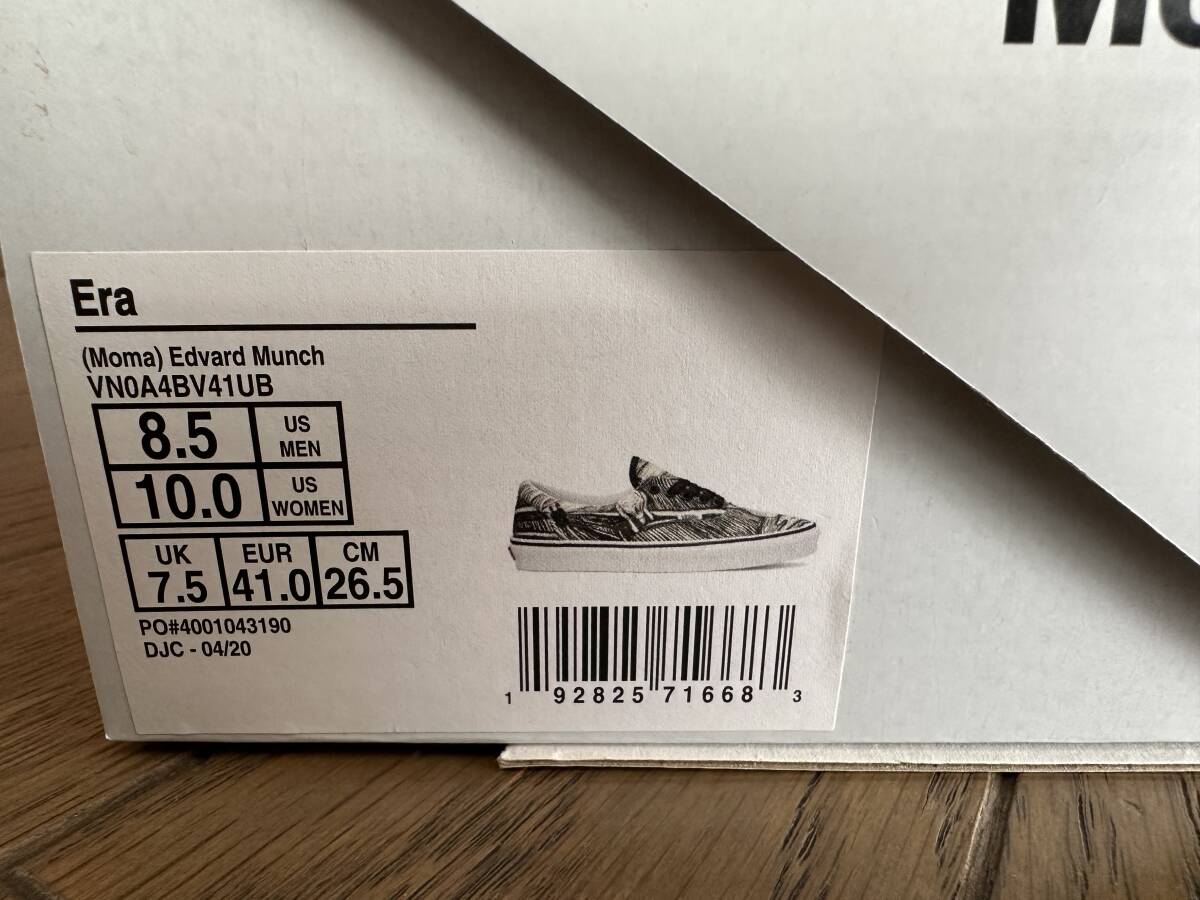 Era
(Moma) Edvard Munch
VN0A4BV41UB
8.5 US MEN
10.0 US WOMEN
UK EUR CM
7.5 41.0 26.5
PO#4001043190
DJC - 04/20
1 92825 71668 3